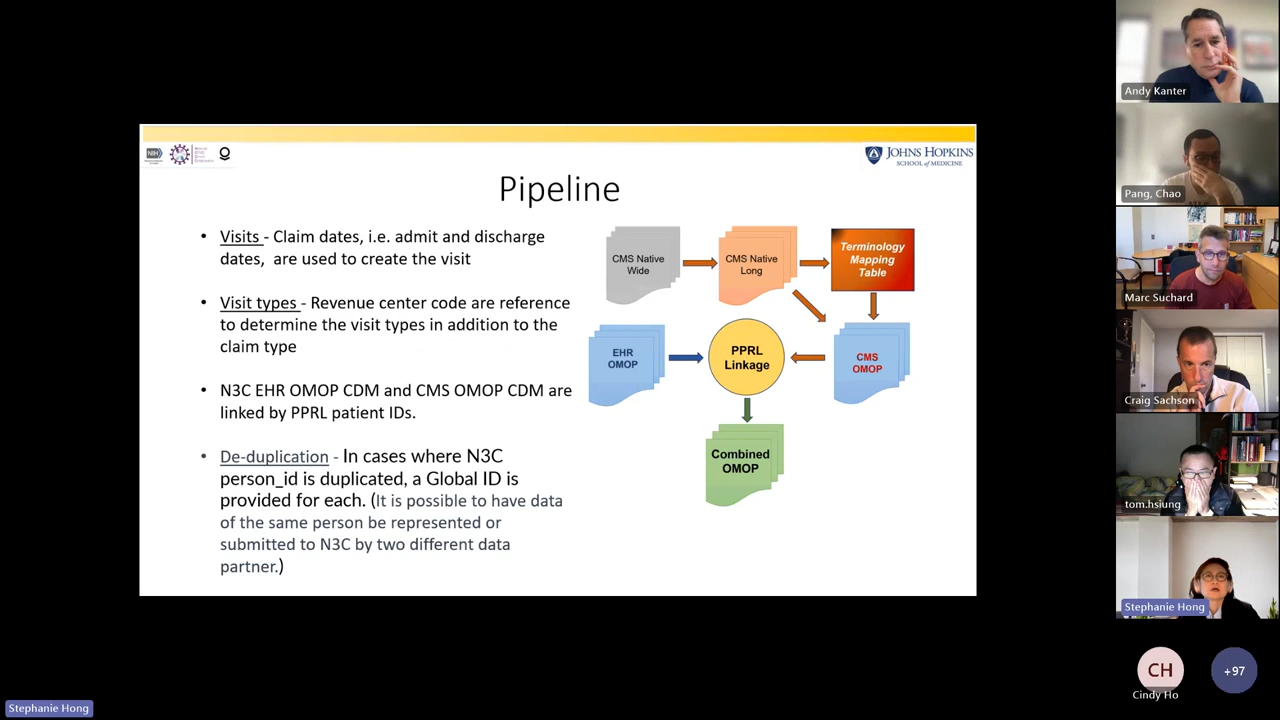 NIH
JOHNS HOPKINS
SCHOOL of MEDICINE
Pipeline
• Visits - Claim dates, i.e. admit and discharge
dates,  are used to create the visit
• Visit types - Revenue center code are reference
to determine the visit types in addition to the
claim type
• N3C EHR OMOP CDM and CMS OMOP CDM are
linked by PPRL patient IDs.
• De-duplication - In cases where N3C
person_id is duplicated, a Global ID is
provided for each. (It is possible to have data
of the same person be represented or
submitted to N3C by two different data
partner.)
CMS Native
Wide
CMS Native
Long
Terminology
Mapping
Table
EHR
OMOP
PPRL
Linkage
CMS
OMOP
Combined
OMOP
Andy Kanter
Pang, Chao
Marc Suchard
Craig Sachson
tom.hsiung
Stephanie Hong
CH
Cindy Ho
+97
Stephanie Hong